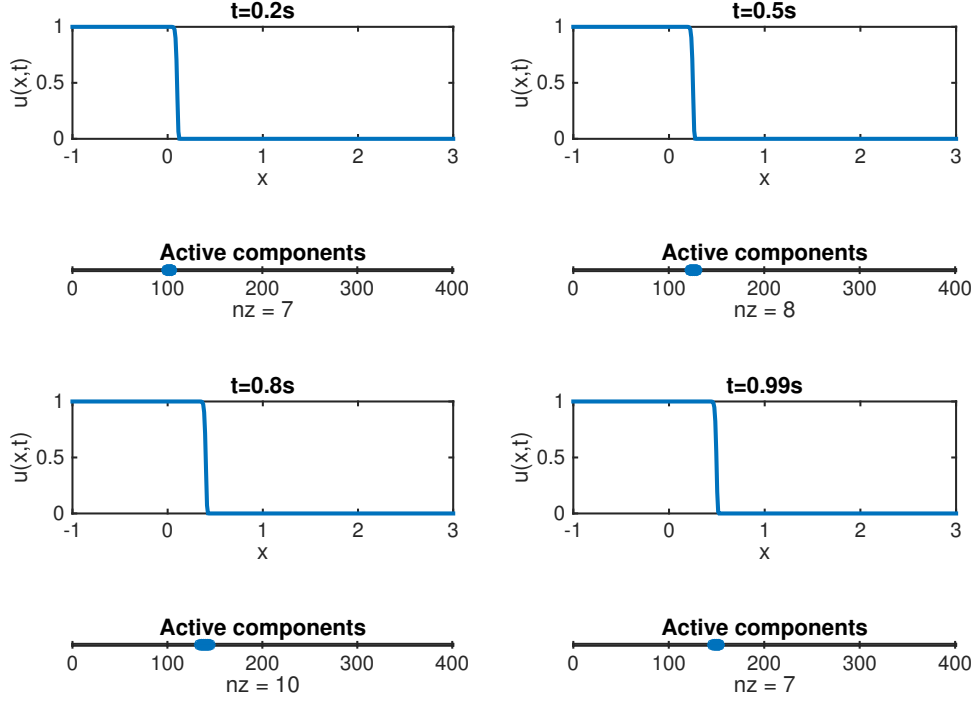 t=0.2s
u(x,t)
1
0.5
0
-1 0 1 2 3
x
Active components
0 100 200 300 400
nz = 7
t=0.5s
u(x,t)
1
0.5
0
-1 0 1 2 3
x
Active components
0 100 200 300 400
nz = 8
t=0.8s
u(x,t)
1
0.5
0
-1 0 1 2 3
x
Active components
0 100 200 300 400
nz = 10
t=0.99s
u(x,t)
1
0.5
0
-1 0 1 2 3
x
Active components
0 100 200 300 400
nz = 7